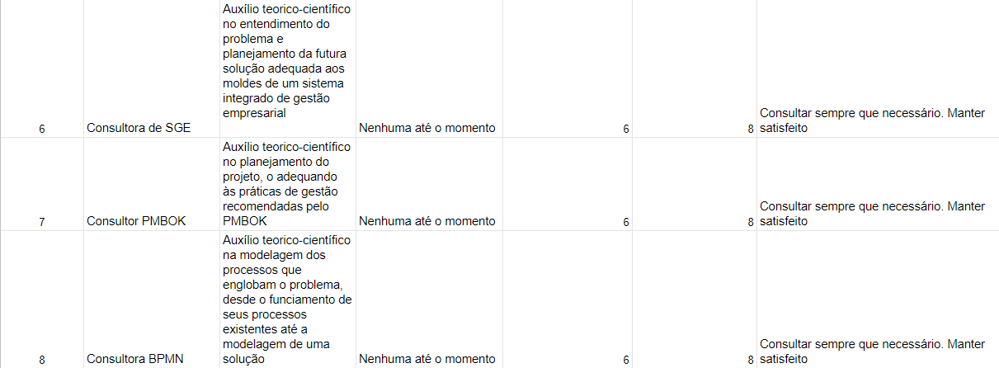 6
Consultora de SGE
Auxílio teorico-científico
no entendimento do
problema e
planejamento da futura
solução adequada aos
moldes de um sistema
integrado de gestão
empresarial
Nenhuma até o momento
6
8
Consultar sempre que necessário. Manter
satisfeito
7
Consultor PMBOK
Auxílio teorico-científico
no planejamento do
projeto, o adequando
às práticas de gestão
recomendadas pelo
PMBOK
Nenhuma até o momento
6
8
Consultar sempre que necessário. Manter
satisfeito
8
Consultora BPMN
Auxílio teorico-científico
na modelagem dos
processos que
englobam o problema,
desde o funciamento de
seus processos
existentes até a
modelagem de uma
solução
Nenhuma até o momento
6
8
Consultar sempre que necessário. Manter
satisfeito